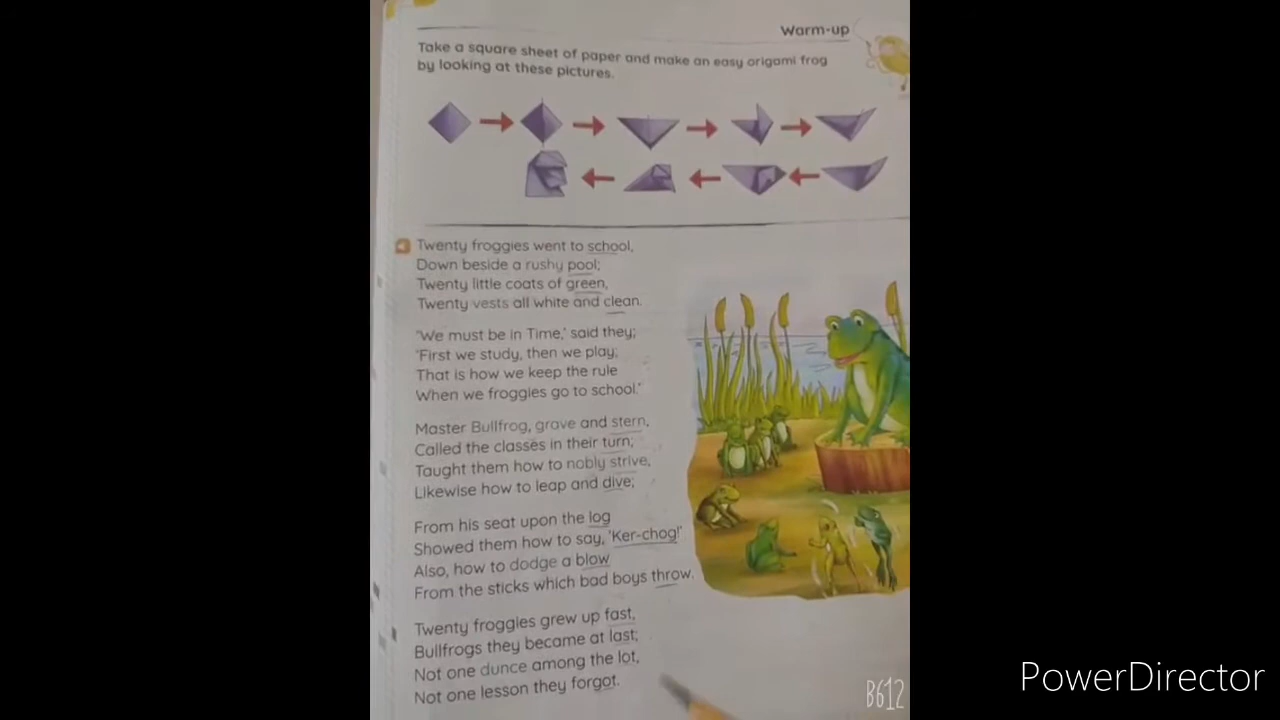 Warm-up
Take a square sheet of paper and make an easy origami frog
by looking at these pictures.
Twenty froggies went to school,
Down beside a rushy pool;
Twenty little coats of green,
Twenty vests all white and clean.
'We must be in Time,' said they;
'First we study, then we play;
That is how we keep the rule
When we froggies go to school.'
Master Bullfrog, grave and stern,
Called the classes in their turn;
Taught them how to nobly strive,
Likewise how to leap and dive;
From his seat upon the log
Showed them how to say, 'Ker-chog!'
Also, how to dodge a blow
From the sticks which bad boys throw.
Twenty froggies grew up fast,
Bullfrogs they became at last;
Not one dunce among the lot,
Not one lesson they forgot.
B612
PowerDirector